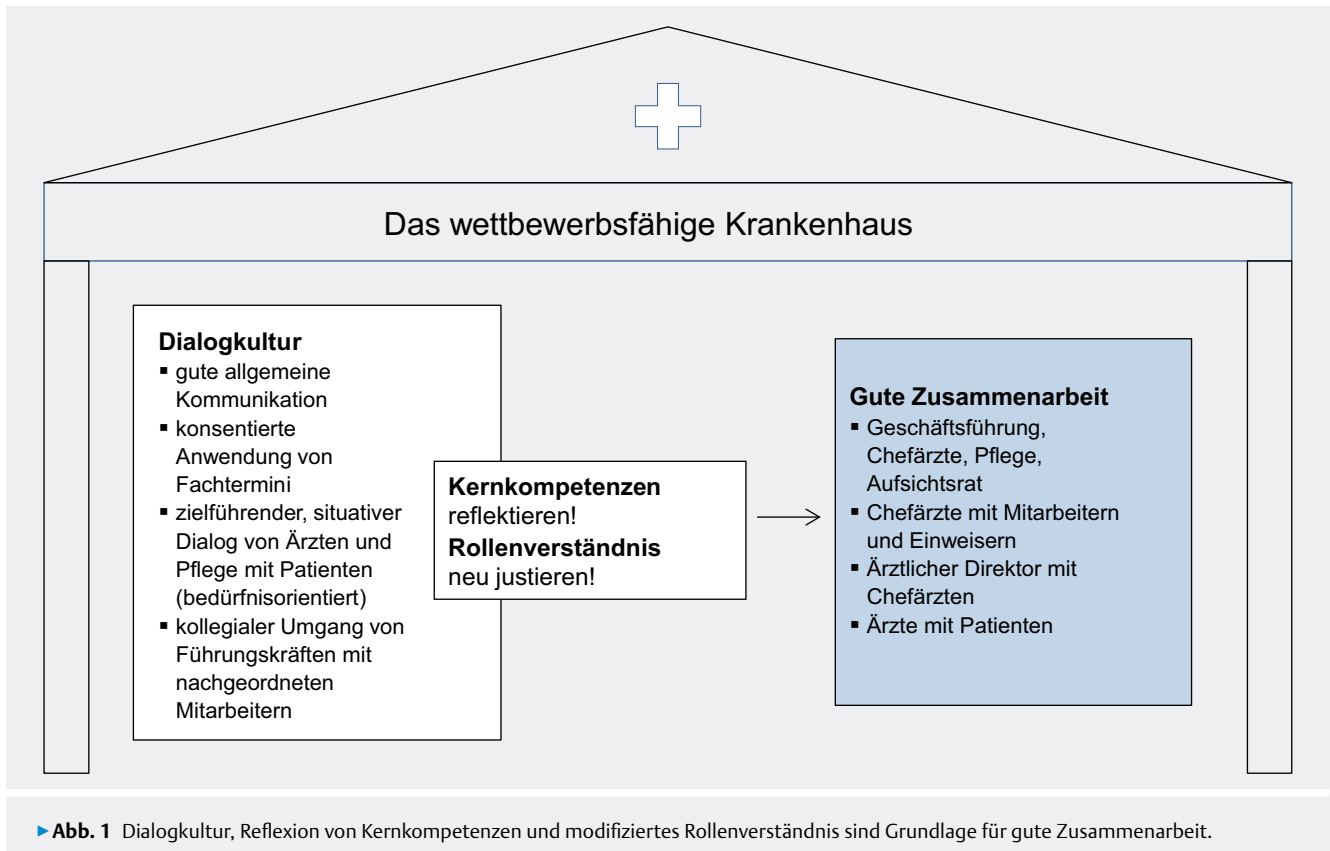 Das wettbewerbsfähige Krankenhaus
Dialogkultur
▪ gute allgemeine
Kommunikation
▪ konsentierte
Anwendung von
Fachtermini
▪ zielführender, situativer
Dialog von Ärzten und
Pflege mit Patienten
(bedürfnisorientiert)
▪ kollegialer Umgang von
Führungskräften mit
nachgeordneten
Mitarbeitern
Kernkompetenzen
reflektieren!
Rollenverständnis
neu justieren!
Gute Zusammenarbeit
▪ Geschäftsführung,
Chefärzte, Pflege,
Aufsichtsrat
▪ Chefärzte mit Mitarbeitern
und Einweisern
▪ Ärztlicher Direktor mit
Chefärzten
▪ Ärzte mit Patienten
▶ Abb. 1 Dialogkultur, Reflexion von Kernkompetenzen und modifiziertes Rollenverständnis sind Grundlage für gute Zusammenarbeit.